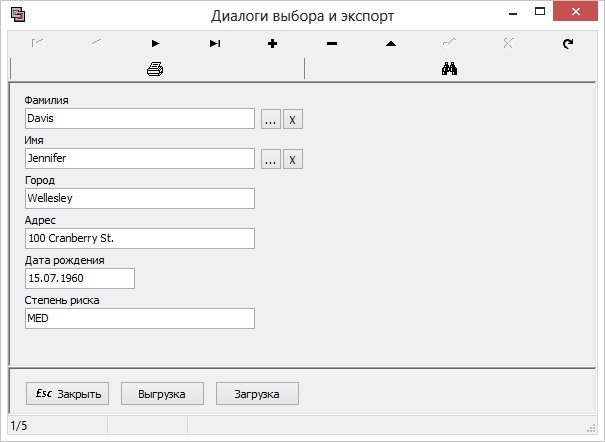 Диалоги выбора и экспорт
Фамилия
Davis
... X
Имя
Jennifer
... X
Город
Wellesley
Адрес
100 Cranberry St.
Дата рождения
15.07.1960
Степень риска
MED
Esc Закрыть Выгрузка Загрузка
1/5